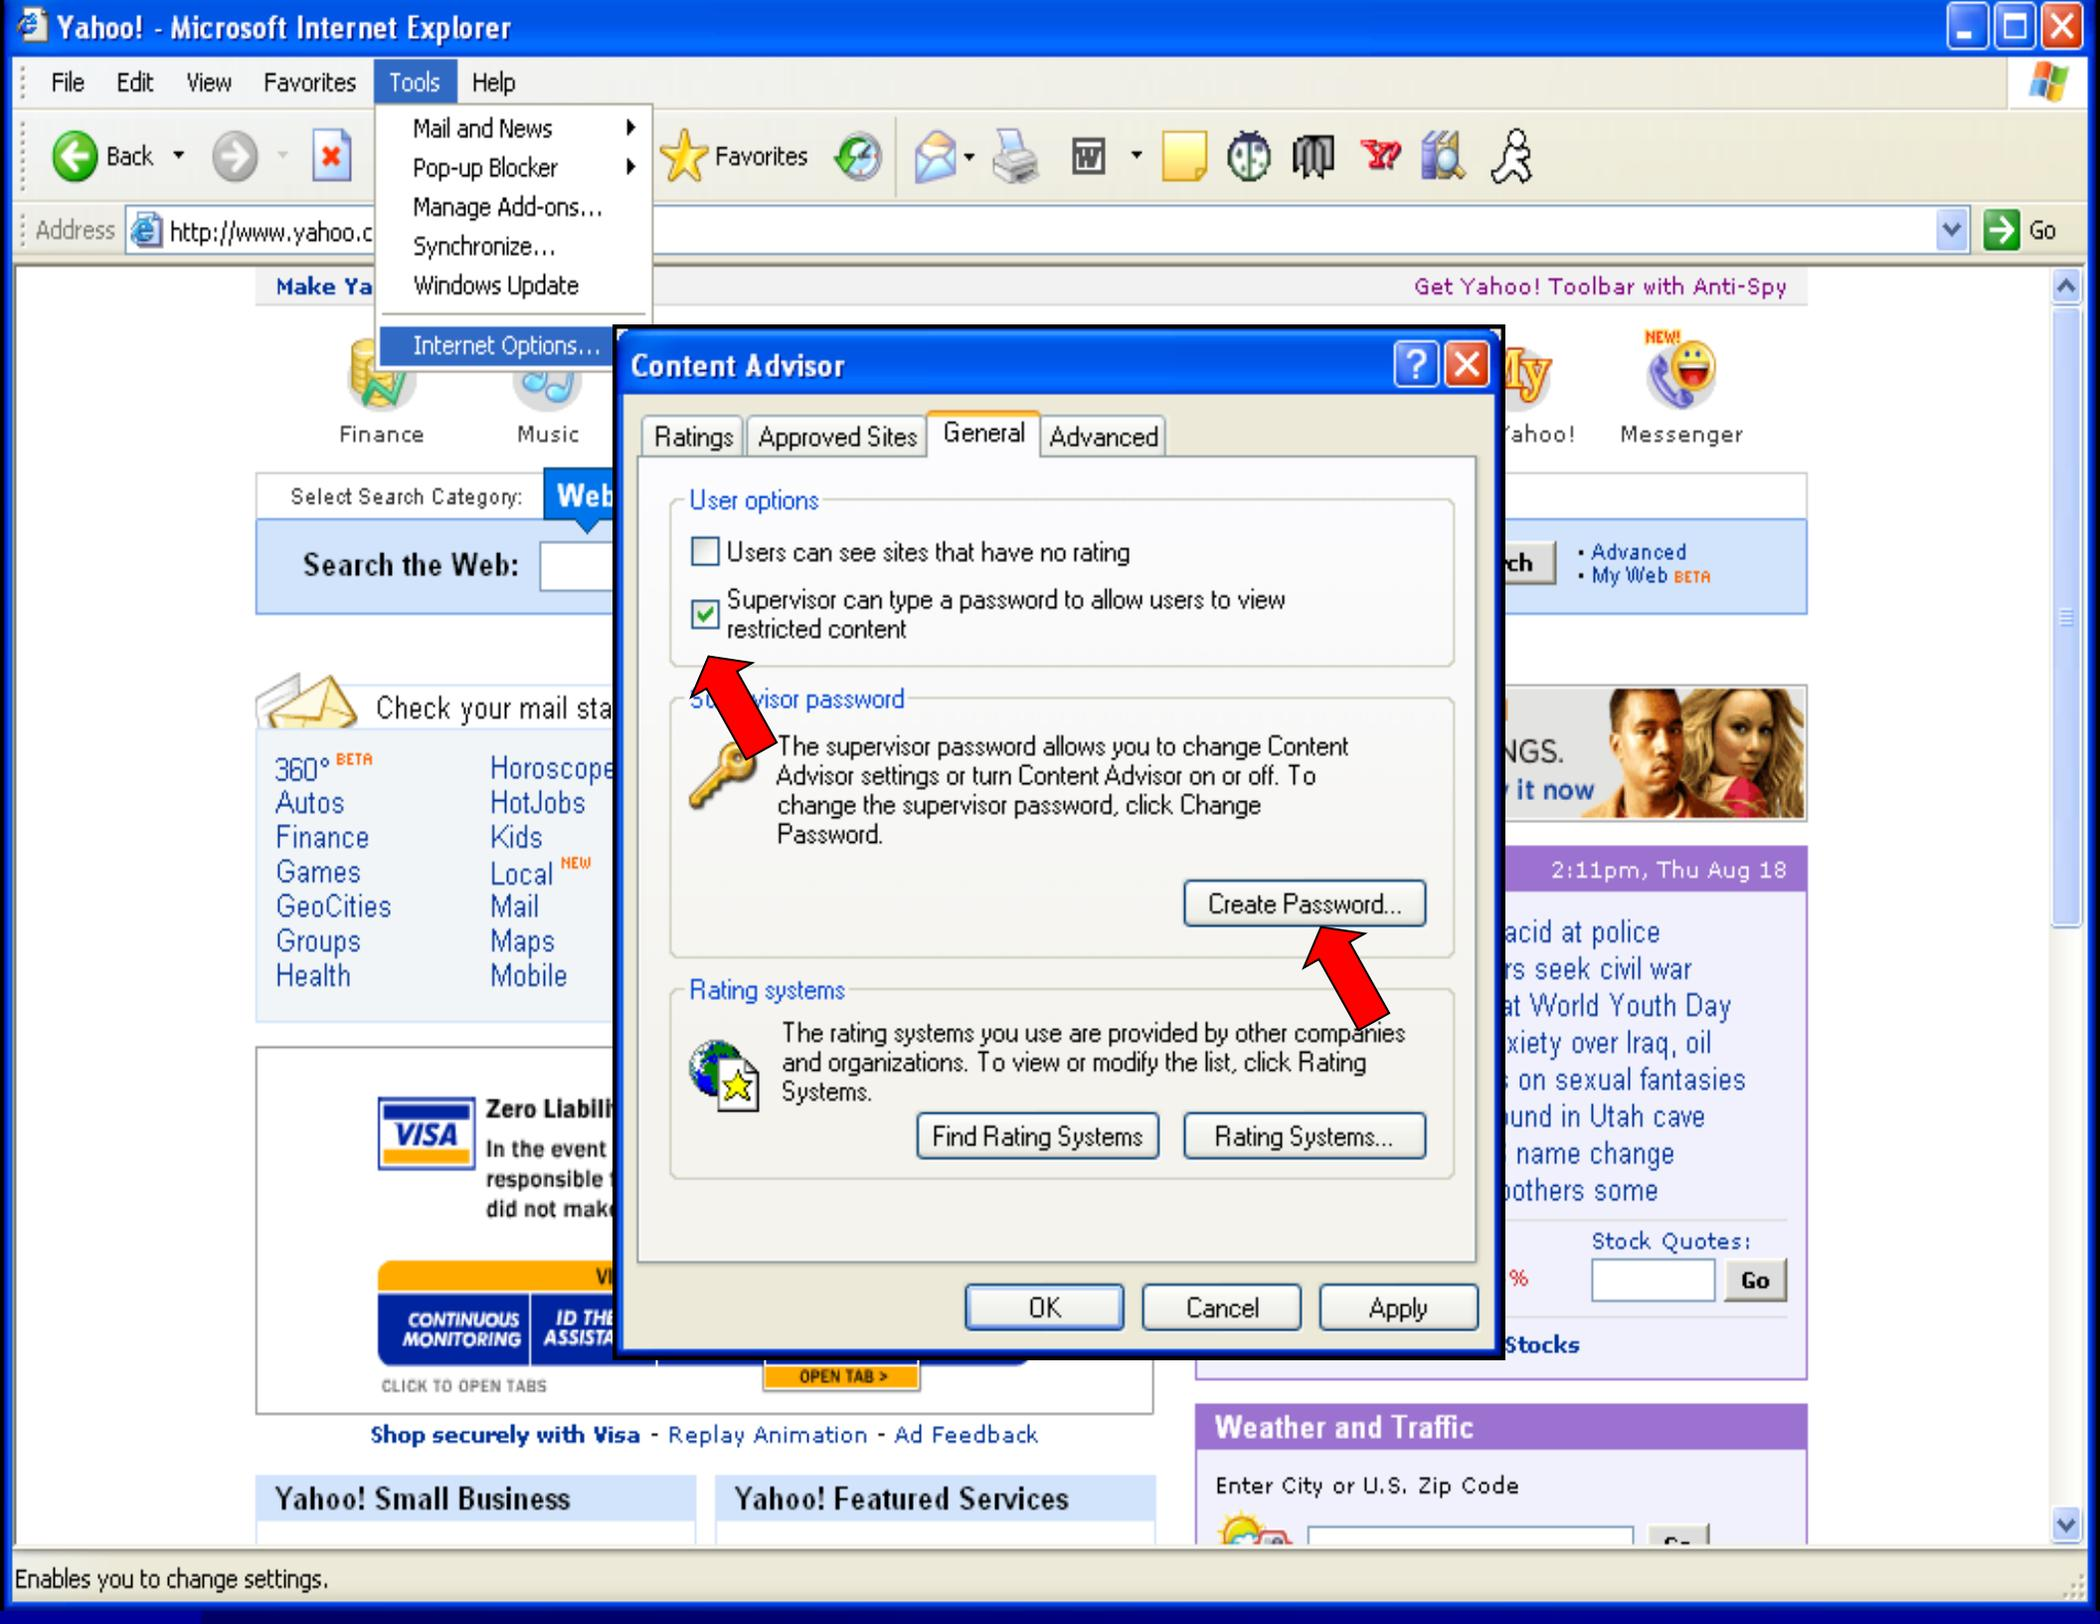 Yahoo! - Microsoft Internet Explorer
File Edit View Favorites Tools Help
Mail and News
Pop-up Blocker
Manage Add-ons...
Synchronize...
Windows Update
Internet Options...
Back
Favorites
Address http://www.yahoo.c
Go
Make Ya
Get Yahoo! Toolbar with Anti-Spy
Finance
Music
ahoo!
NEW!
Messenger
Select Search Category: Web
Search the Web:
ch
· Advanced
· My Web BETA
Check your mail sta
360° BETA
Autos
Finance
Games
GeoCities
Groups
Health
Horoscope
HotJobs
Kids
Local NEW
Mail
Maps
Mobile
VISA
Zero Liabili
In the event
responsible
did not mak
CONTINUOUS
MONITORING
ID THE
ASSISTA
OPEN TAB >
CLICK TO OPEN TABS
Shop securely with Visa - Replay Animation - Ad Feedback
Yahoo! Small Business
Yahoo! Featured Services
Content Advisor
Ratings Approved Sites General Advanced
User options
Users can see sites that have no rating
Supervisor can type a password to allow users to view
restricted content
visor password
The supervisor password allows you to change Content
Advisor settings or turn Content Advisor on or off. To
change the supervisor password, click Change
Password.
Create Password...
Rating systems
The rating systems you use are provided by other companies
and organizations. To view or modify the list, click Rating
Systems.
Find Rating Systems Rating Systems...
OK Cancel Apply
NGS.
it now
2:11pm, Thu Aug 18
acid at police
rs seek civil war
at World Youth Day
xiety over Iraq, oil
on sexual fantasies
und in Utah cave
name change
bothers some
Stock Quotes:
%
Go
Stocks
Weather and Traffic
Enter City or U.S. Zip Code
Enables you to change settings.